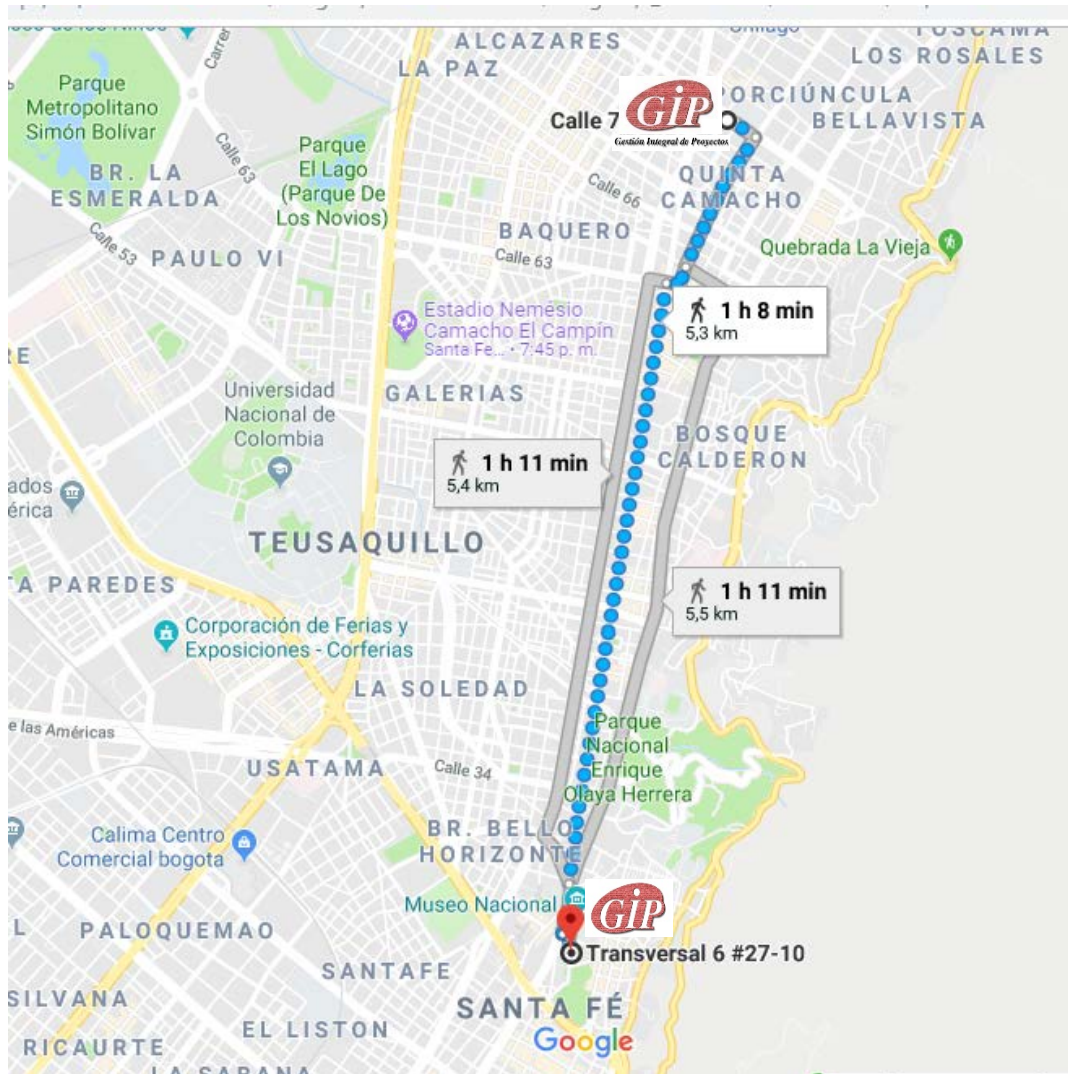 ALCAZARES
LA PAZ
LOS ROSALES
Parque
Metropolitano
Simón Bolívar
Calle 63
Parque
El Lago
(Parque De
Los Novios)
Calle 7
GIP
Gestión Integral de Proyectos
PORCIÚNCULA
BELLAVISTA
BR. LA
ESMERALDA
Calle 66
QUINTA
CAMACHO
BAQUERO
Calle 53
PAULO VI
Calle 63
Quebrada La Vieja
Estadio Nemesio
Camacho El Campín
Santa Fe... • 7:45 p. m.
1 h 8 min
5,3 km
Universidad
Nacional de
Colombia
GALERIAS
BOSQUE
CALDERON
1 h 11 min
5,4 km
TEUSAQUILLO
1 h 11 min
5,5 km
A PAREDES
Corporación de Ferias y
Exposiciones - Corferias
LA SOLEDAD
e las Américas
Parque
Nacional
Enrique
Olaya Herrera
USATAMA
Calle 34
Calima Centro
Comercial bogota
BR. BELLO
HORIZONTE
Museo Nacional
GIP
PALOQUEMAO
Transversal 6 #27-10
SANTAFE
SILVANA
SANTA FÉ
EL LISTON
Google
RICAURTE
LA SABANA